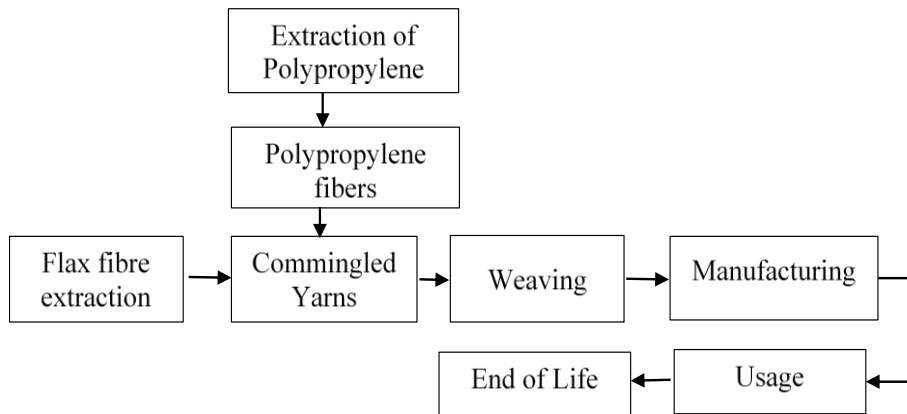 Extraction of
Polypropylene
Polypropylene
fibers
Flax fibre
extraction
Commingled
Yarns
Weaving
Manufacturing
End of Life
Usage